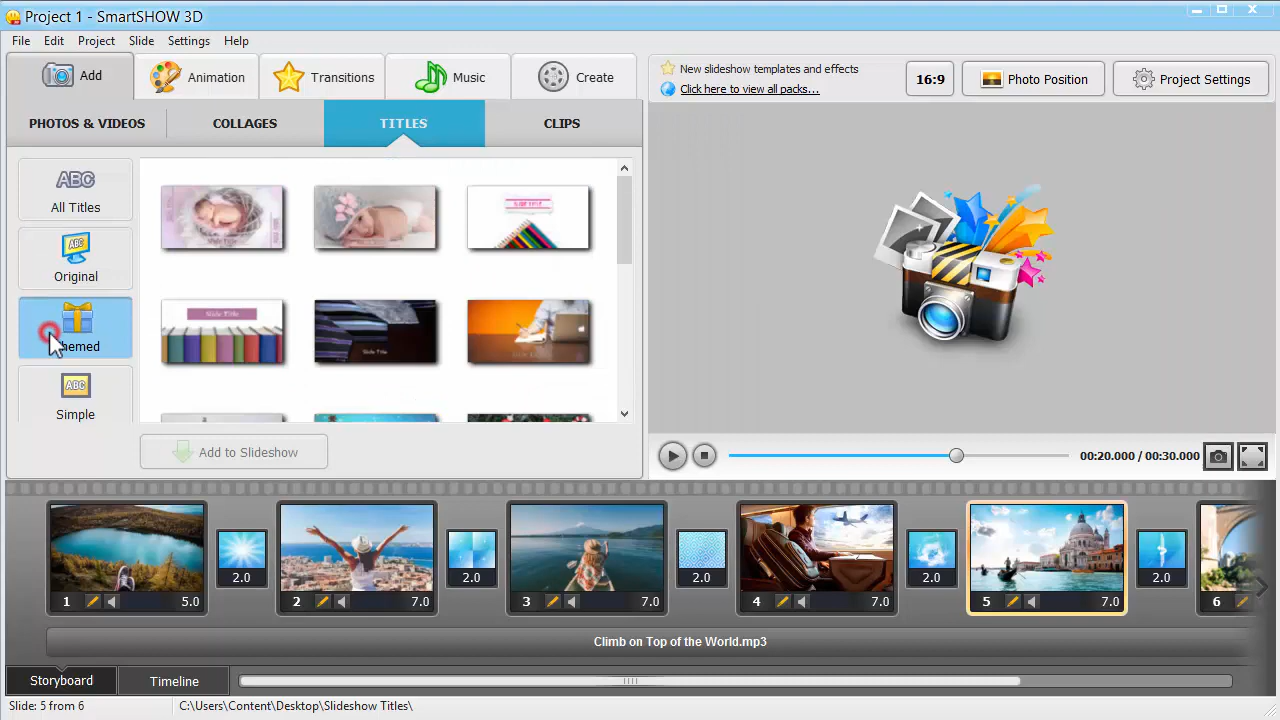 Project 1 - SmartSHOW 3D
File Edit Project Slide Settings Help
Add
Animation
Transitions
Music
Create
New slideshow templates and effects
Click here to view all packs...
16:9
Photo Position
Project Settings
PHOTOS & VIDEOS
COLLAGES
TITLES
CLIPS
ABC
All Titles
ABC
Original
hemed
ABC
Simple
Slide Title
Slide Title
Add to Slideshow
00:20.000 / 00:30.000
1 5.0
2.0
2 7.0
2.0
3 7.0
2.0
4 7.0
2.0
5 7.0
2.0
6
Climb on Top of the World.mp3
Storyboard
Timeline
Slide: 5 from 6
C:\Users\Content\Desktop\Slideshow Titles\